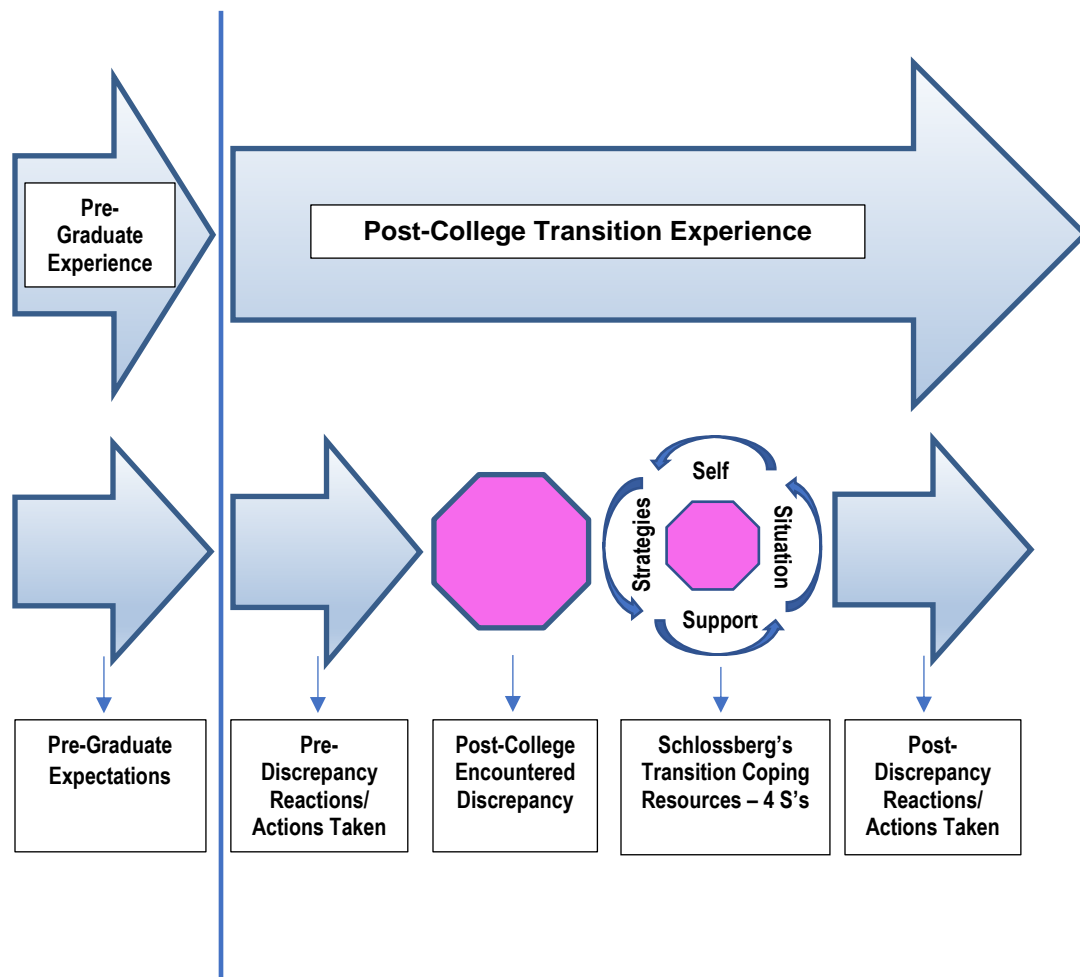 Pre-
Graduate
Experience
Post-College Transition Experience
Self
Strategies
Situation
Support
Pre-Graduate
Expectations
Pre-
Discrepancy
Reactions/
Actions Taken
Post-College
Encountered
Discrepancy
Schlossberg’s
Transition Coping
Resources – 4 S’s
Post-
Discrepancy
Reactions/
Actions Taken